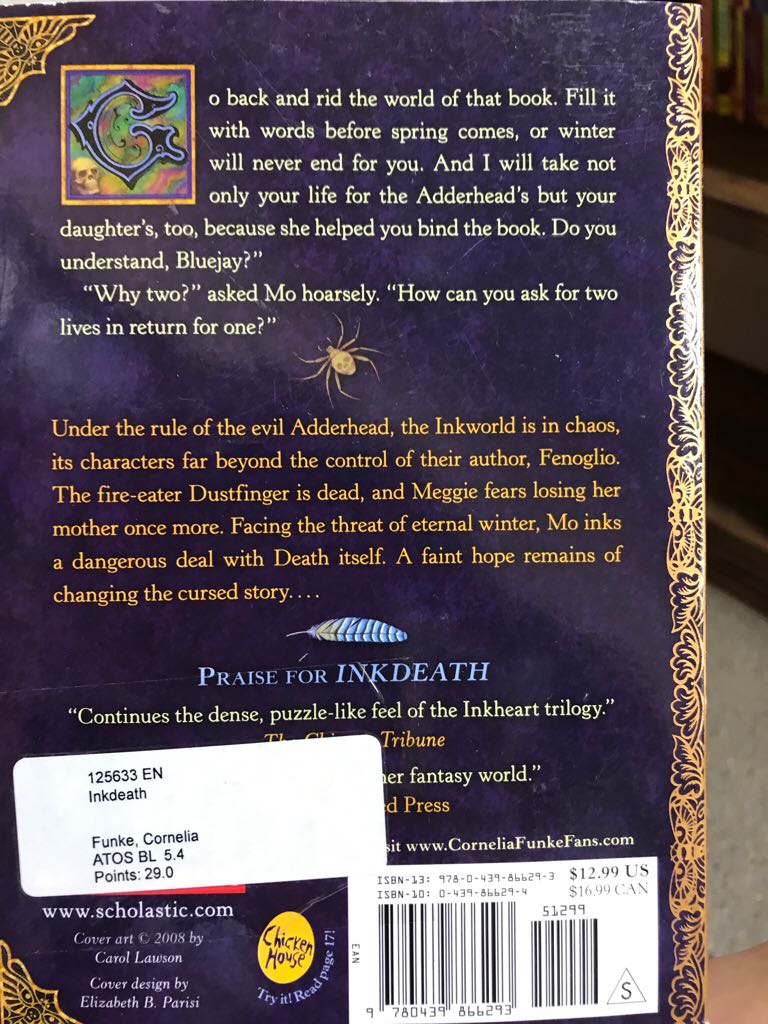 Go back and rid the world of that book. Fill it
with words before spring comes, or winter
will never end for you. And I will take not
only your life for the Adderhead's but your
daughter's, too, because she helped you bind the book. Do you
understand, Bluejay?”
“Why two?” asked Mo hoarsely. “How can you ask for two
lives in return for one?”
Under the rule of the evil Adderhead, the Inkworld is in chaos,
its characters far beyond the control of their author, Fenoglio.
The fire-eater Dustfinger is dead, and Meggie fears losing her
mother once more. Facing the threat of eternal winter, Mo inks
a dangerous deal with Death itself. A faint hope remains of
changing the cursed story....
PRAISE FOR INKDEATH
“Continues the dense, puzzle-like feel of the Inkheart trilogy.”
Tribune
her fantasy world.”
Press
www.CorneliaFunkeFans.com
125633 EN
Inkdeath
Funke, Cornelia
ATOS BL 5.4
Points: 29.0
www.scholastic.com
Cover art © 2008 by
Carol Lawson
Cover design by
Elizabeth B. Parisi
Chicken
House
Try it! Read page 17!
EAN
ISBN-13: 978-0-439-86629-3
ISBN-10: 0-439-86629-4
$12.99 US
$16.99 CAN
51299
9 780439 866293
S